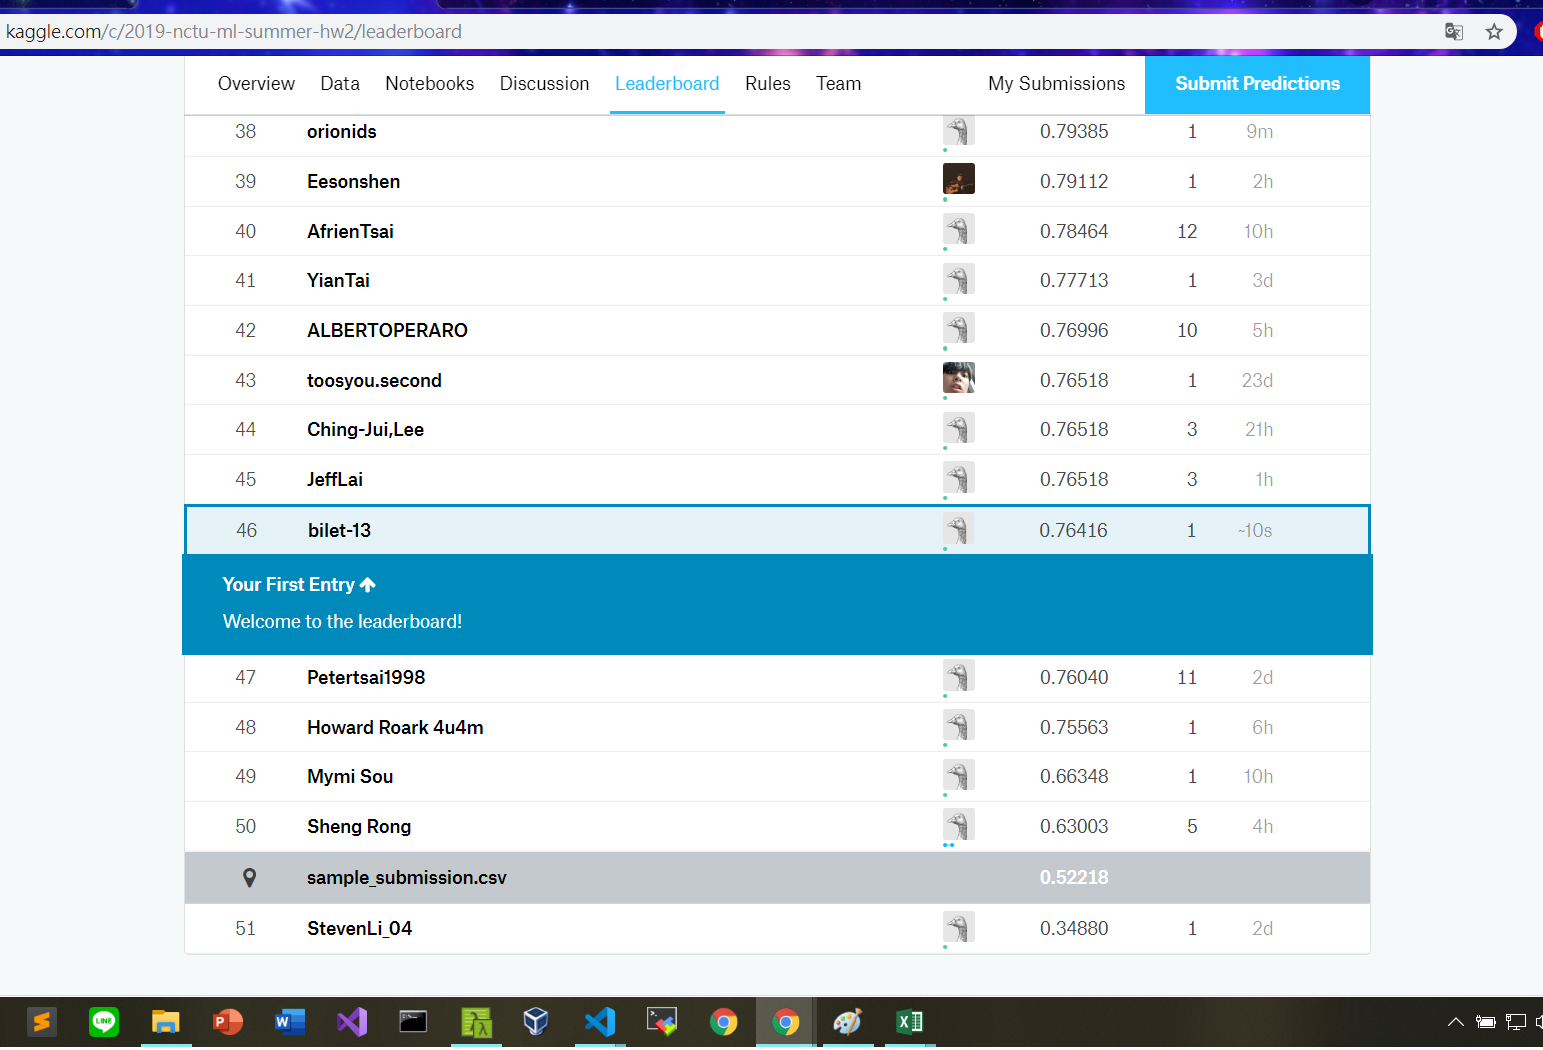 kaggle.com/c/2019-nctu-ml-summer-hw2/leaderboard
Overview Data Notebooks Discussion Leaderboard Rules Team My Submissions Submit Predictions
38 orionids 0.79385 1 9m
39 Eesonshen 0.79112 1 2h
40 AfrienTsai 0.78464 12 10h
41 YianTai 0.77713 1 3d
42 ALBERTOPERARO 0.76996 10 5h
43 toosyou.second 0.76518 1 23d
44 Ching-Jui,Lee 0.76518 3 21h
45 JeffLai 0.76518 3 1h
46 bilet-13 0.76416 1 ~10s
Your First Entry
Welcome to the leaderboard!
47 Petertsai1998 0.76040 11 2d
48 Howard Roark 4u4m 0.75563 1 6h
49 Mymi Sou 0.66348 1 10h
50 Sheng Rong 0.63003 5 4h
sample_submission.csv 0.52218
51 StevenLi_04 0.34880 1 2d